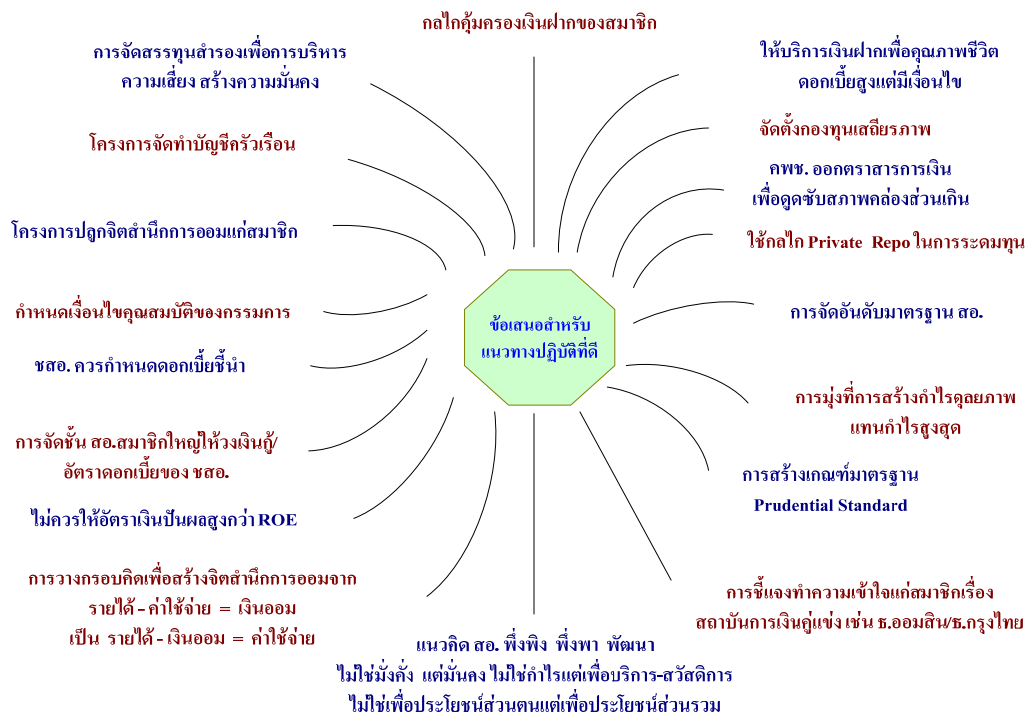 กลไกคุ้มครองเงินฝากของสมาชิก
การจัดสรรทุนสำรองเพื่อการบริหาร
ความเสี่ยง สร้างความมั่นคง
ให้บริการเงินฝากเพื่อคุณภาพชีวิต
ดอกเบี้ยสูงแต่มีเงื่อนไข
โครงการจัดทำบัญชีครัวเรือน
จัดตั้งกองทุนเสถียรภาพ
คพช. ออกตราสารการเงิน
เพื่อดูดซับสภาพคล่องส่วนเกิน
โครงการปลูกจิตสำนึกการออมแก่สมาชิก
ใช้กลไก Private Repo ในการระดมทุน
กำหนดเงื่อนไขคุณสมบัติของกรรมการ
การจัดอันดับมาตรฐาน สอ.
ข้อเสนอสำหรับ
แนวทางปฏิบัติที่ดี
ชสอ. ควรกำหนดดอกเบี้ยชี้นำ
การมุ่งที่การสร้างกำไรดุลยภาพ
แทนกำไรสูงสุด
การจัดชั้น สอ.สมาชิกใหญ่ให้วงเงินกู้/
อัตราดอกเบี้ยของ ชสอ.
การสร้างเกณฑ์มาตรฐาน
Prudential Standard
ไม่ควรให้อัตราเงินปันผลสูงกว่า ROE
การวางกรอบคิดเพื่อสร้างจิตสำนึกการออมจาก
รายได้ - ค่าใช้จ่าย = เงินออม
เป็น รายได้ - เงินออม = ค่าใช้จ่าย
การชี้แจงทำความเข้าใจแก่สมาชิกเรื่อง
สถาบันการเงินคู่แข่ง เช่น ธ.ออมสิน/ธ.กรุงไทย
แนวคิด สอ. พึ่งพิง พึ่งพา พัฒนา
ไม่ใช่มั่งคั่ง แต่มั่นคง ไม่ใช่กำไรแต่เพื่อบริการ-สวัสดิการ
ไม่ใช่เพื่อประโยชน์ส่วนตนแต่เพื่อประโยชน์ส่วนรวม